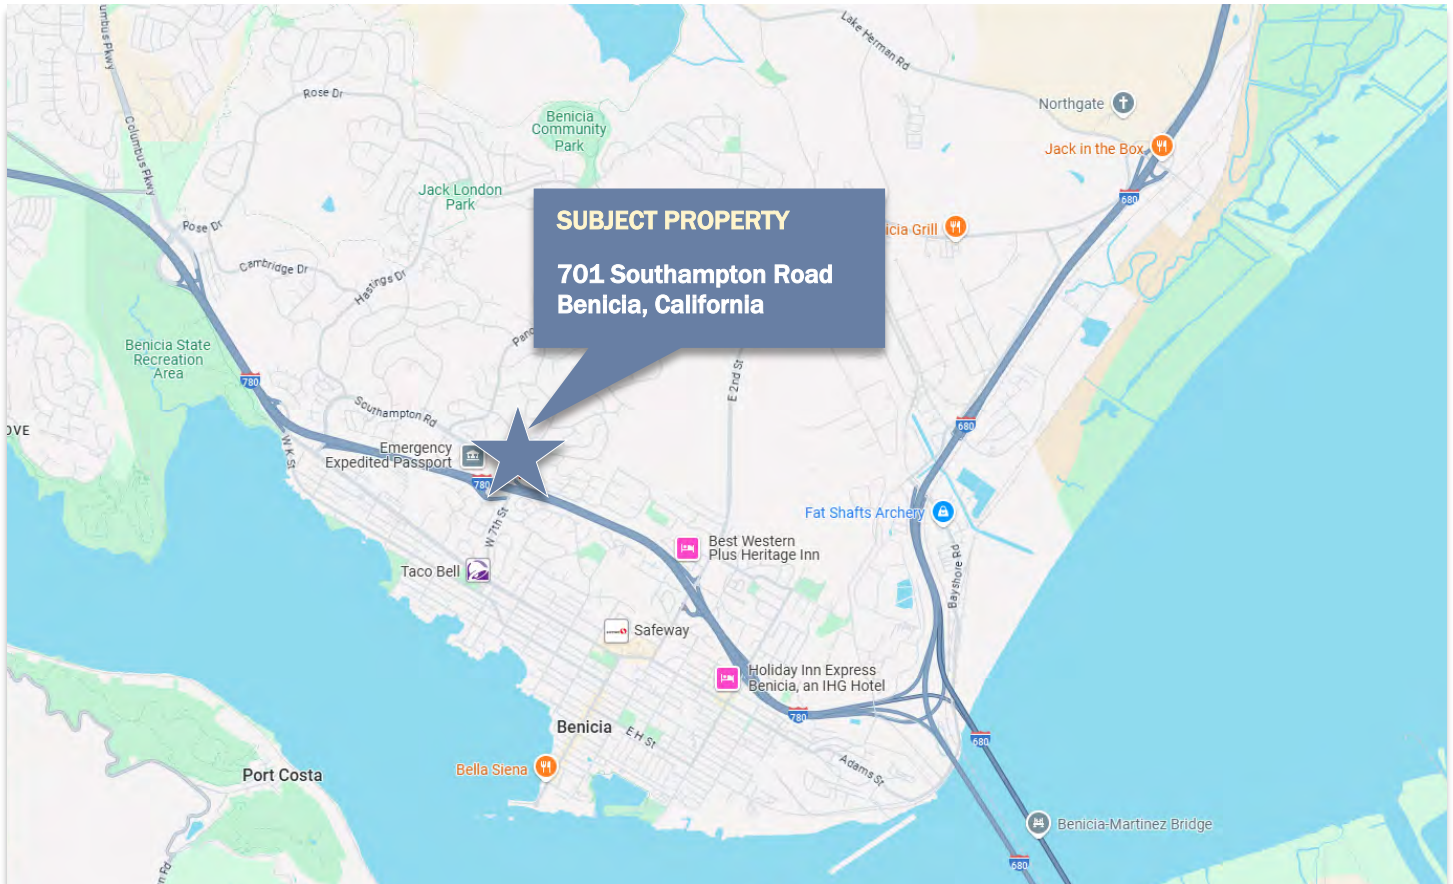 umbus Pkwy
Lake Herman Rd
Rose Dr
Columbus Pkwy
Benicia
Community
Park
Northgate
Jack in the Box
Jack London
Park
680
SUBJECT PROPERTY
701 Southampton Road
Benicia, California
Rose Dr
icia Grill
Cambridge Dr
Hastings Dr
Benicia State
Recreation
Area
780
E 2nd St
Southampton Rd
680
OVE
W K St
Emergency
Expedited Passport
780
W 7th St
Fat Shafts Archery
Best Western
Plus Heritage Inn
Bayshore Rd
Taco Bell
Safeway
Holiday Inn Express
Benicia, an IHG Hotel
780
Benicia
E H St
680
Bella Siena
Adams St
Port Costa
Benicia-Martinez Bridge
680